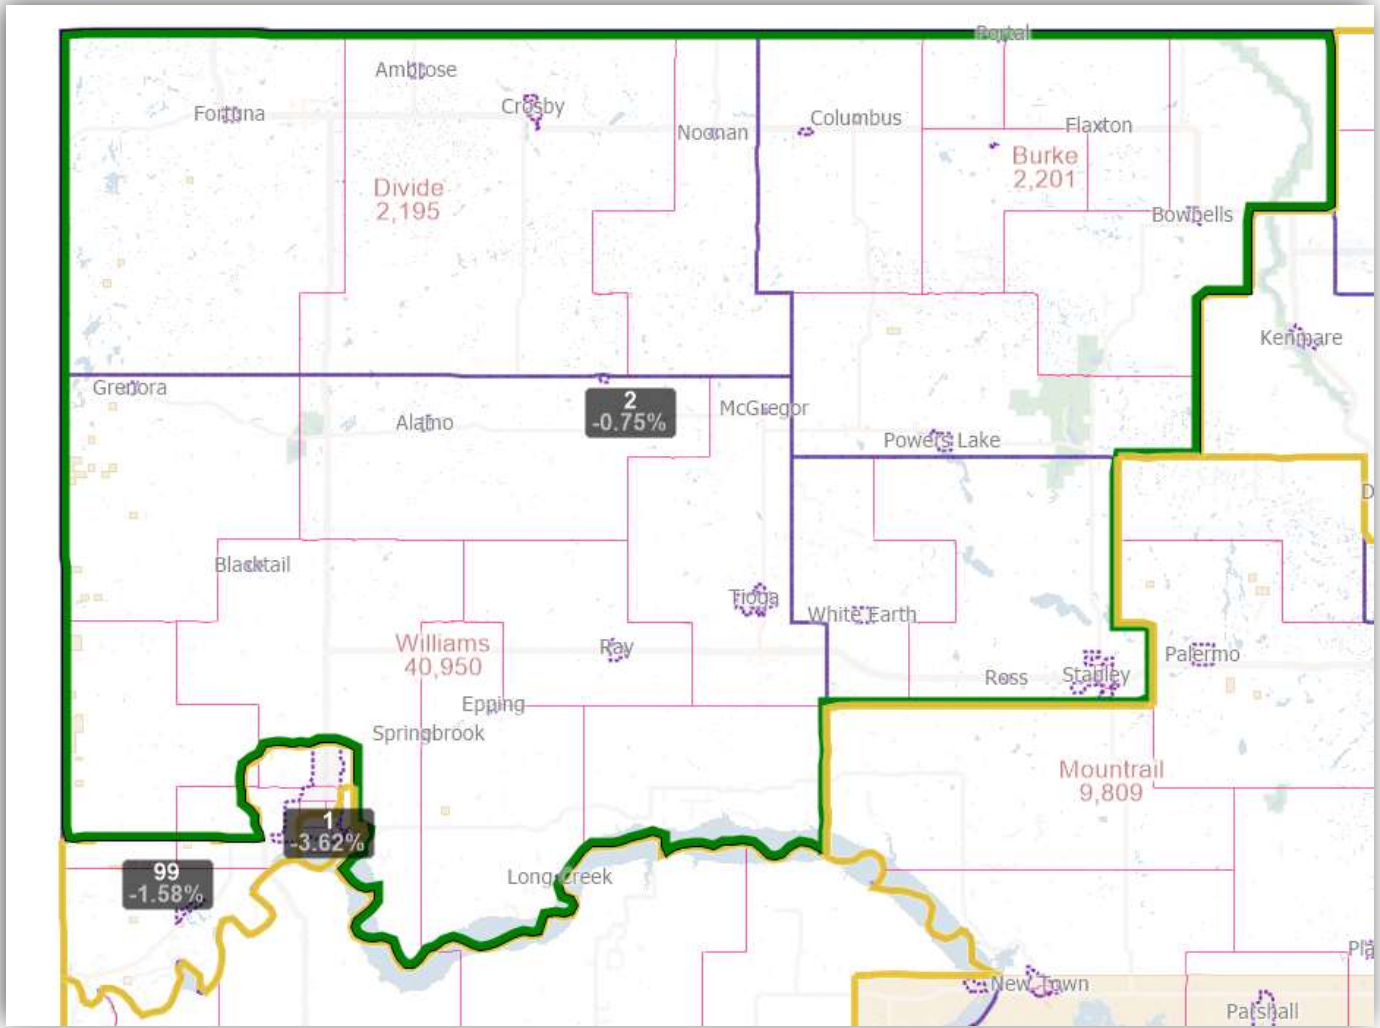 Portal
Ambrose
Crosby
Fortuna
Columbus
Flaxton
Noonan
Burke
2,201
Divide
2,195
Bowbells
Kenmare
Grenora
2
-0.75%
McGregor
Alamo
Powers Lake
D
Blacktail
Tioga
White Earth
Williams
40,950
Ray
Palermo
Ross
Stanley
Epping
Springbrook
Mountrail
9,809
1
-3.62%
99
-1.58%
Long Creek
Pla
New Town
Parshall